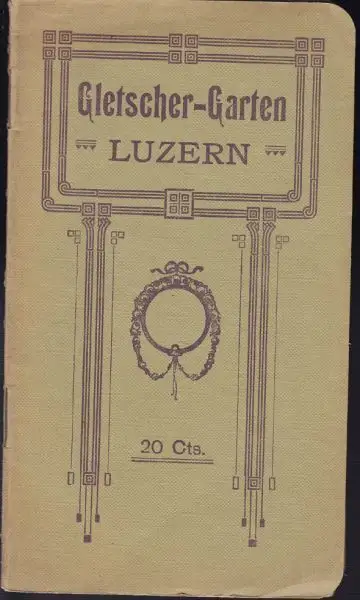 Gletscher-Garten
LUZERN
20 Cts.